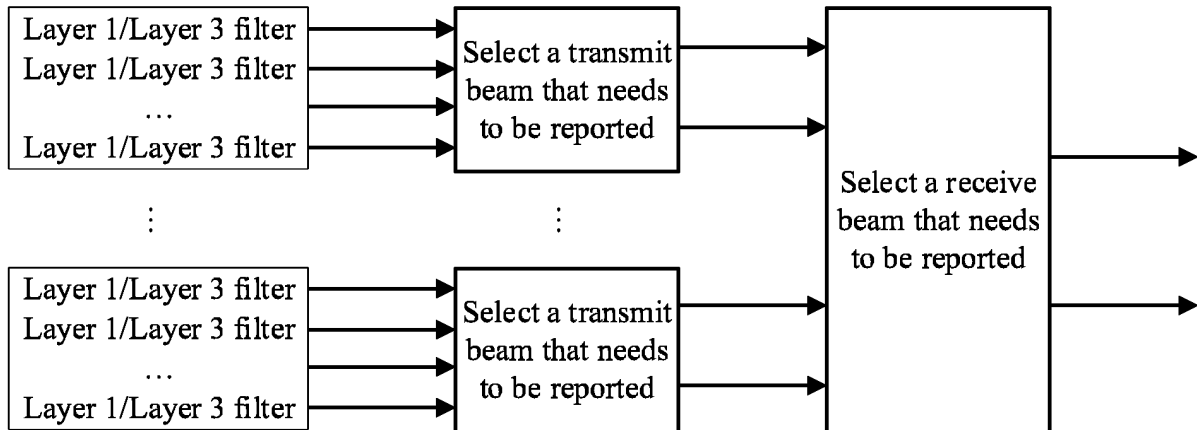 Layer 1/Layer 3 filter
Layer 1/Layer 3 filter
…
Layer 1/Layer 3 filter
Select a transmit
beam that needs
to be reported
Select a receive
beam that needs
to be reported
⋮
⋮
Layer 1/Layer 3 filter
Layer 1/Layer 3 filter
…
Layer 1/Layer 3 filter
Select a transmit
beam that needs
to be reported